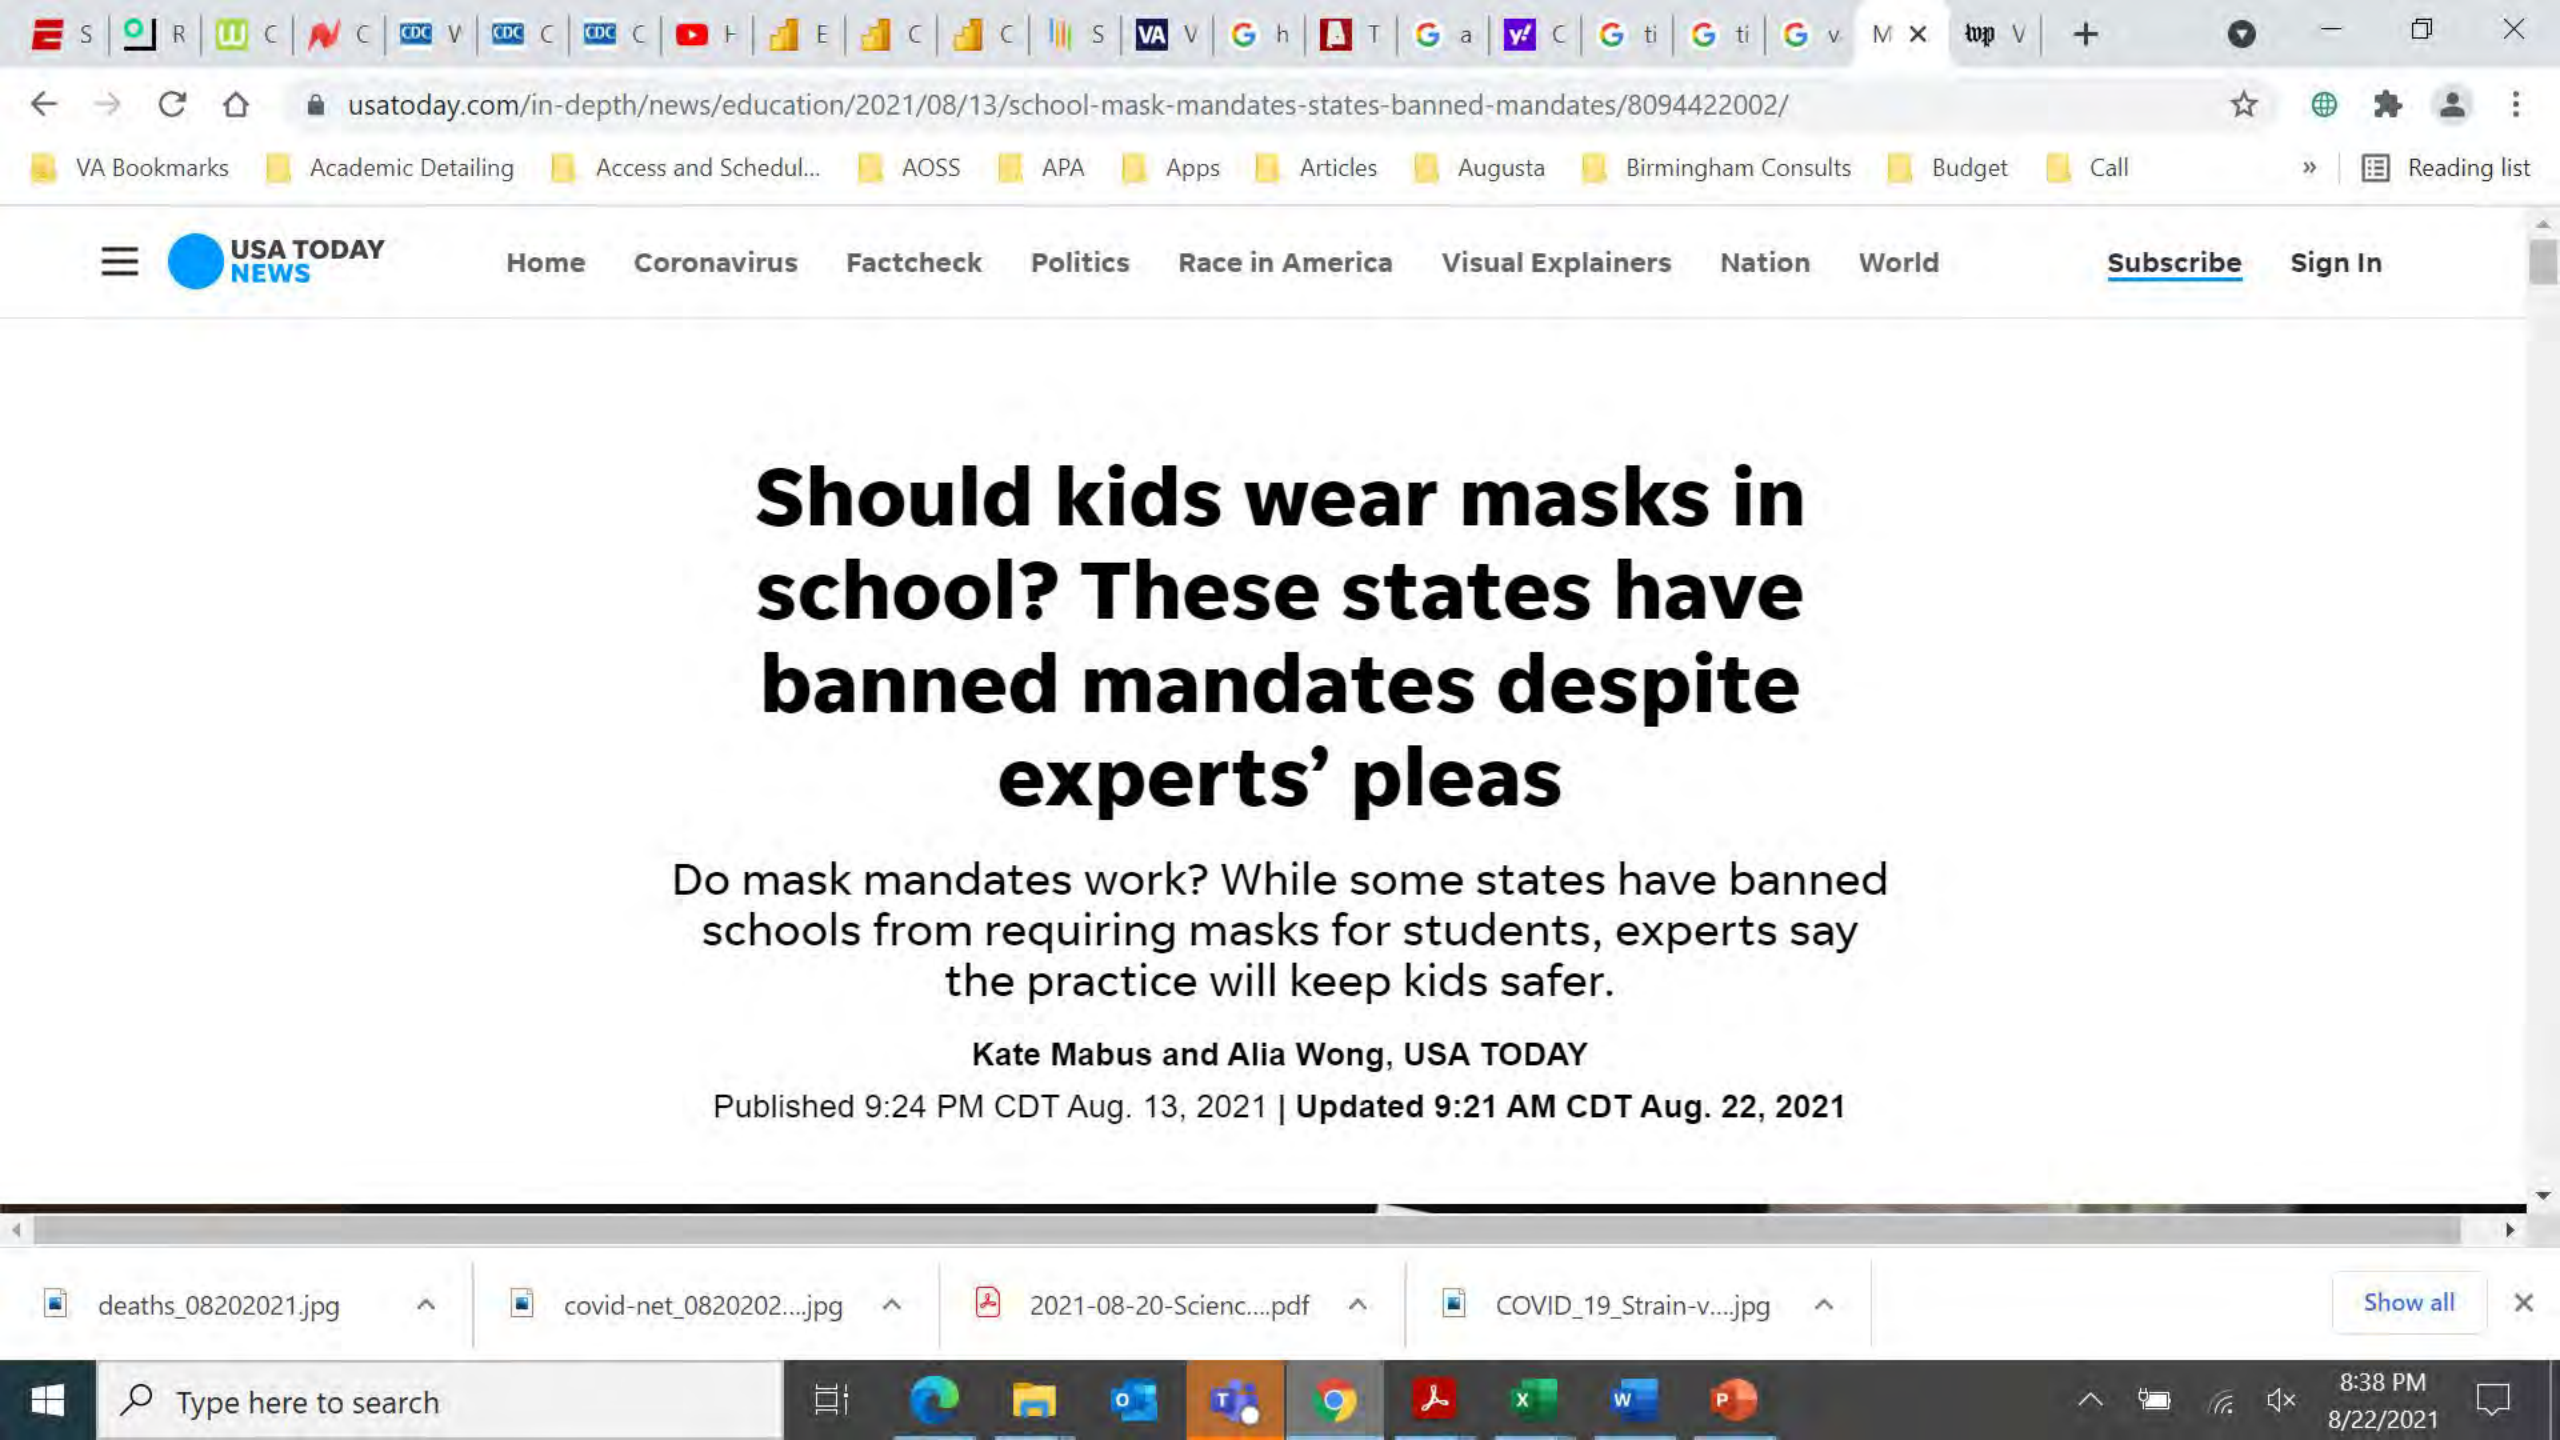 S R C C CDC V CDC C CDC C H E C C S VA V G h T G a y! C G ti G ti G v M wp V
usatoday.com/in-depth/news/education/2021/08/13/school-mask-mandates-states-banned-mandates/8094422002/
VA Bookmarks Academic Detailing Access and Schedul... AOSS APA Apps Articles Augusta Birmingham Consults Budget Call » Reading list
USA TODAY
NEWS
Home Coronavirus Factcheck Politics Race in America Visual Explainers Nation World Subscribe Sign In
Should kids wear masks in
school? These states have
banned mandates despite
experts’ pleas
Do mask mandates work? While some states have banned
schools from requiring masks for students, experts say
the practice will keep kids safer.
Kate Mabus and Alia Wong, USA TODAY
Published 9:24 PM CDT Aug. 13, 2021 | Updated 9:21 AM CDT Aug. 22, 2021
deaths_08202021.jpg covid-net_0820202....jpg 2021-08-20-Scienc....pdf COVID_19_Strain-v....jpg Show all
Type here to search
8:38 PM
8/22/2021